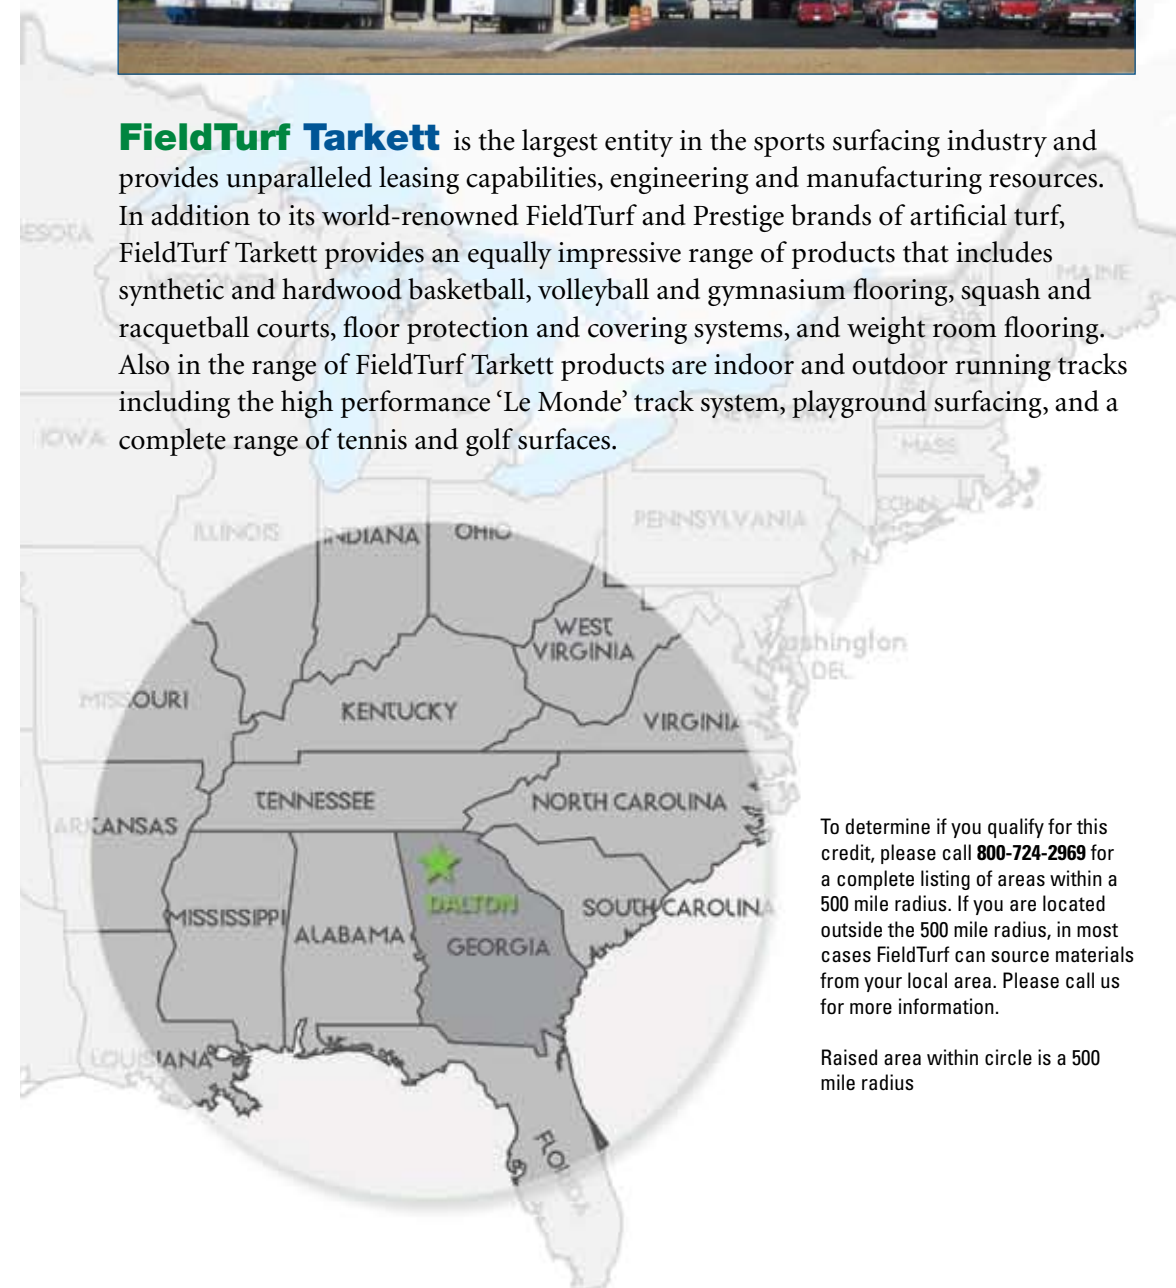 FieldTurf Tarkett is the largest entity in the sports surfacing industry and
provides unparalleled leasing capabilities, engineering and manufacturing resources.
In addition to its world-renowned FieldTurf and Prestige brands of artificial turf,
FieldTurf Tarkett provides an equally impressive range of products that includes
synthetic and hardwood basketball, volleyball and gymnasium flooring, squash and
racquetball courts, floor protection and covering systems, and weight room flooring.
Also in the range of FieldTurf Tarkett products are indoor and outdoor running tracks
including the high performance ‘Le Monde’ track system, playground surfacing, and a
complete range of tennis and golf surfaces.
ESOTA
WISCONSIN
MAINE
NEW YORK
IOWA
MASS
CONN
ILLINOIS
INDIANA
OHIO
PENNSYLVANIA
NJ
WEST
VIRGINIA
Washington
DEL
MISSOURI
KENTUCKY
VIRGINIA
TENNESSEE
NORTH CAROLINA
ARKANSAS
DALTON
MISSISSIPPI
ALABAMA
GEORGIA
SOUTH CAROLINA
LOUISIANA
FLORIDA
To determine if you qualify for this
credit, please call 800-724-2969 for
a complete listing of areas within a
500 mile radius. If you are located
outside the 500 mile radius, in most
cases FieldTurf can source materials
from your local area. Please call us
for more information.
Raised area within circle is a 500
mile radius